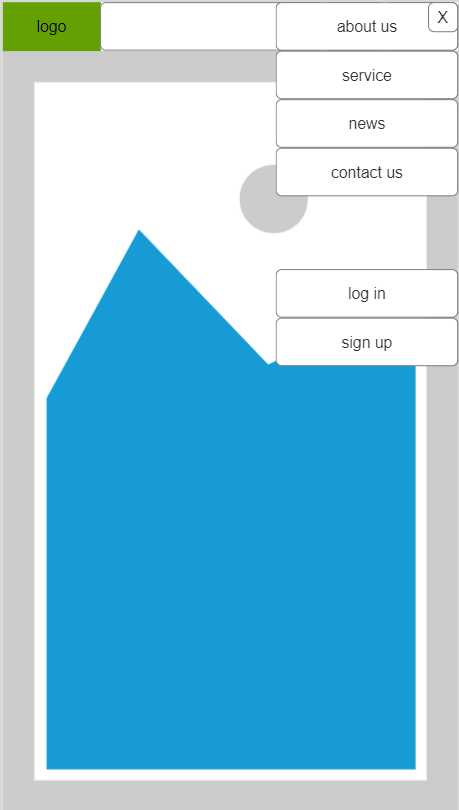 logo
about us
X
service
news
contact us
log in
sign up